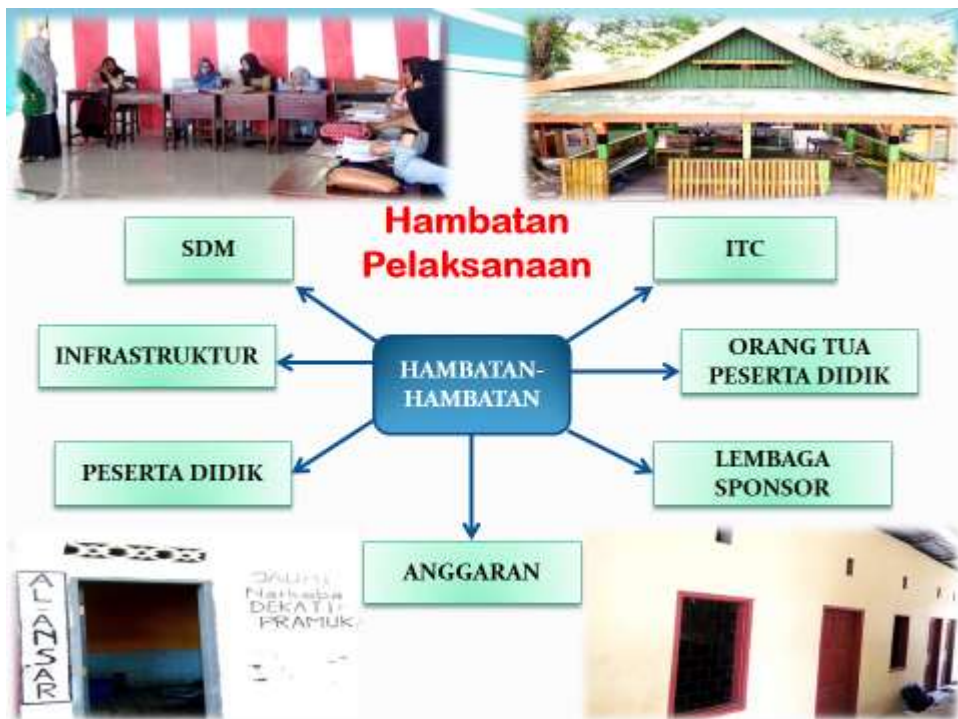 Hambatan
Pelaksanaan
SDM
ITC
INFRASTRUKTUR
HAMBATAN-
HAMBATAN
ORANG TUA
PESERTA DIDIK
PESERTA DIDIK
LEMBAGA
SPONSOR
ANGGARAN
AL-ANSAR
JAUHI
Narkoba
DEKATI
PRAMUK